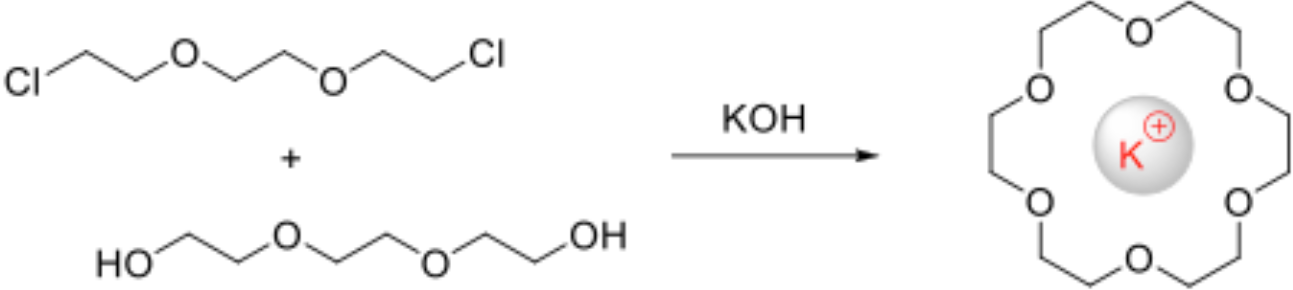 Cl O O Cl
+
HO O O OH
KOH
O
O O
K ⊕
O O
O